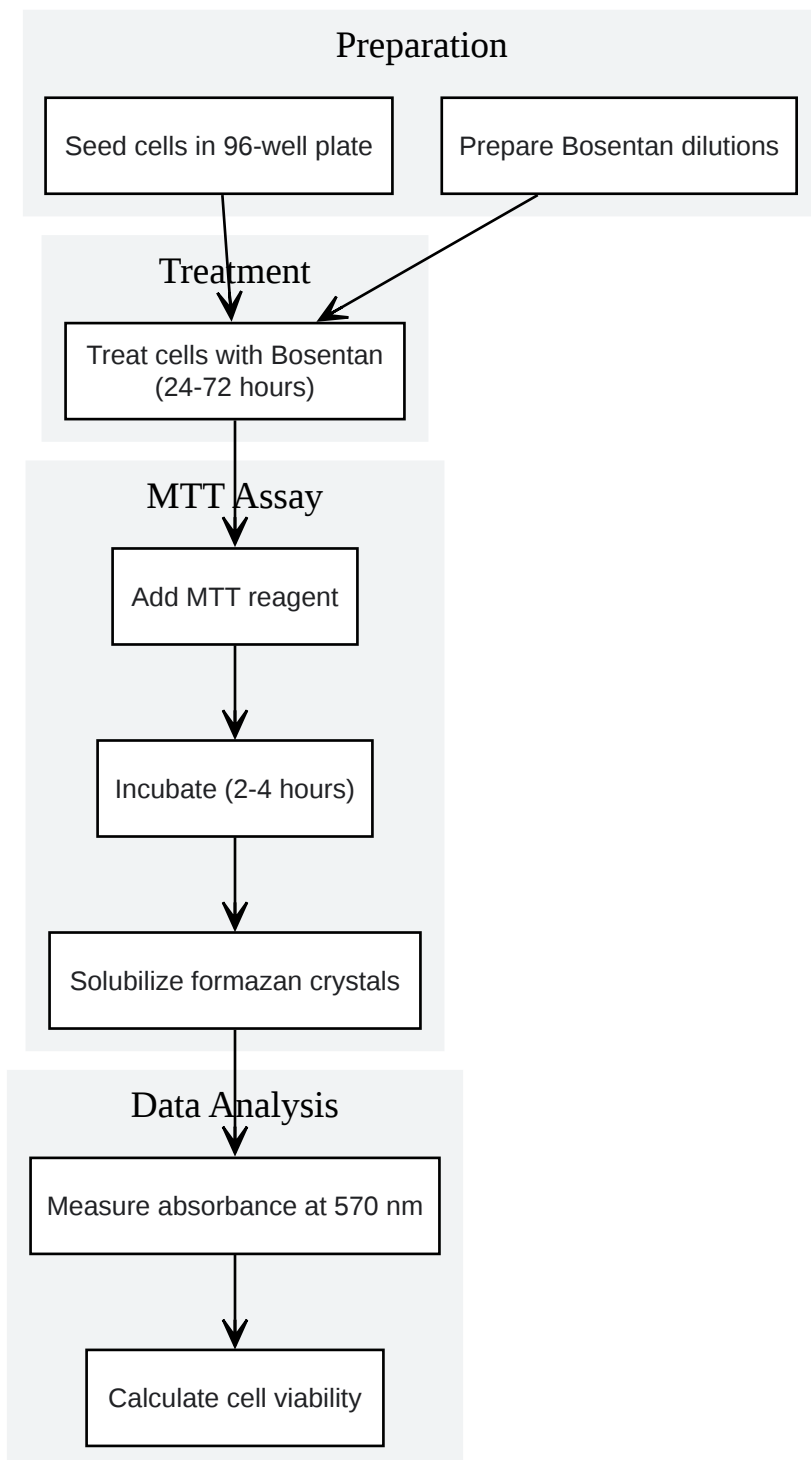 Preparation
Seed cells in 96-well plate
Prepare Bosentan dilutions
Treatment
Treat cells with Bosentan
(24-72 hours)
MTT Assay
Add MTT reagent
Incubate (2-4 hours)
Solubilize formazan crystals
Data Analysis
Measure absorbance at 570 nm
Calculate cell viability